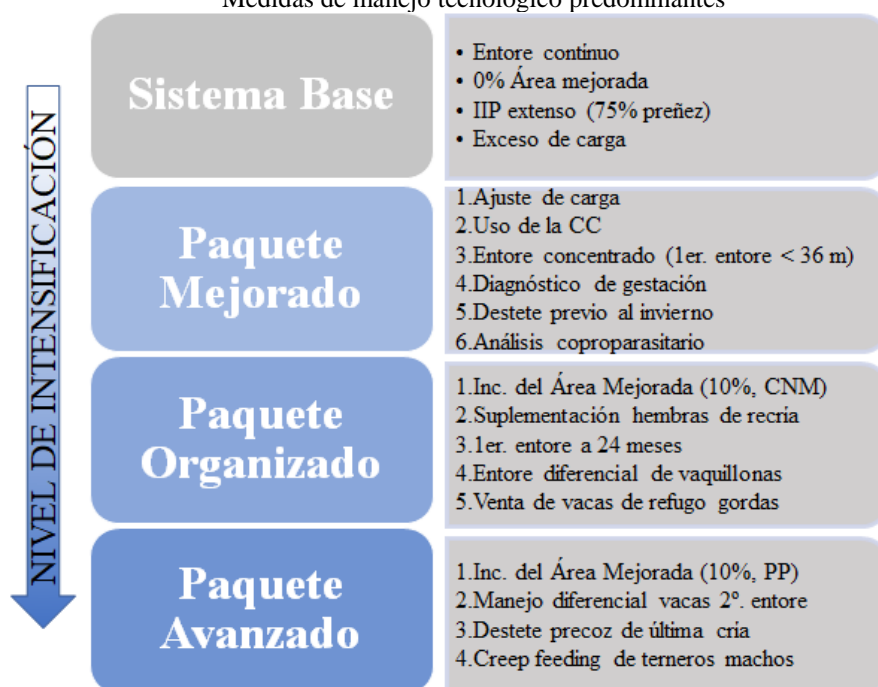 Medidas de manejo tecnológico predominantes
NIVEL DE INTENSIFICACIÓN
Sistema Base
• Entore continuo
• 0% Área mejorada
• IIP extenso (75% preñez)
• Exceso de carga
Paquete
Mejorado
1.Ajuste de carga
2.Uso de la CC
3.Entore concentrado (1er. entore < 36 m)
4.Diagnóstico de gestación
5.Destete previo al invierno
6.Análisis coproparasitario
Paquete
Organizado
1.Inc. del Área Mejorada (10%, CNM)
2.Suplementación hembras de recría
3.1er. entore a 24 meses
4.Entore diferencial de vaquillonas
5.Venta de vacas de refugo gordas
Paquete
Avanzado
1.Inc. del Área Mejorada (10%, PP)
2.Manejo diferencial vacas 2º. entore
3.Destete precoz de última cría
4.Creep feeding de terneros machos